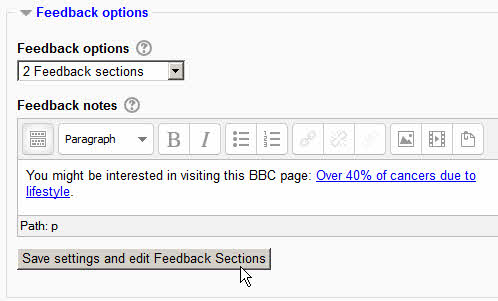 Feedback options
Feedback options
2 Feedback sections
Feedback notes
Paragraph
B I
You might be interested in visiting this BBC page: Over 40% of cancers due to
lifestyle.
Path: p
Save settings and edit Feedback Sections